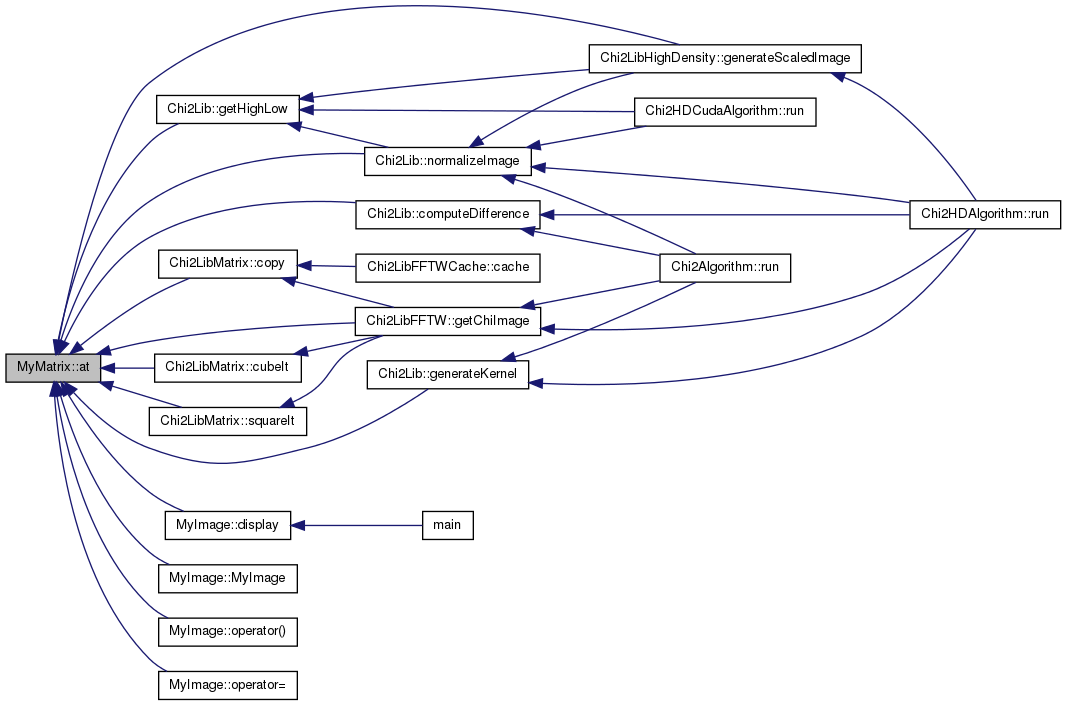 Chi2LibHighDensity::generateScaledImage
Chi2Lib::getHighLow
Chi2HDCudaAlgorithm::run
Chi2Lib::normalizeImage
Chi2Lib::computeDifference
Chi2HDAlgorithm::run
Chi2LibMatrix::copy
Chi2LibFFTWCache::cache
Chi2Algorithm::run
Chi2LibFFTW::getChiImage
MyMatrix::at
Chi2LibMatrix::cubeIt
Chi2Lib::generateKernel
Chi2LibMatrix::squareIt
MyImage::display
main
MyImage::MyImage
MyImage::operator()
MyImage::operator=